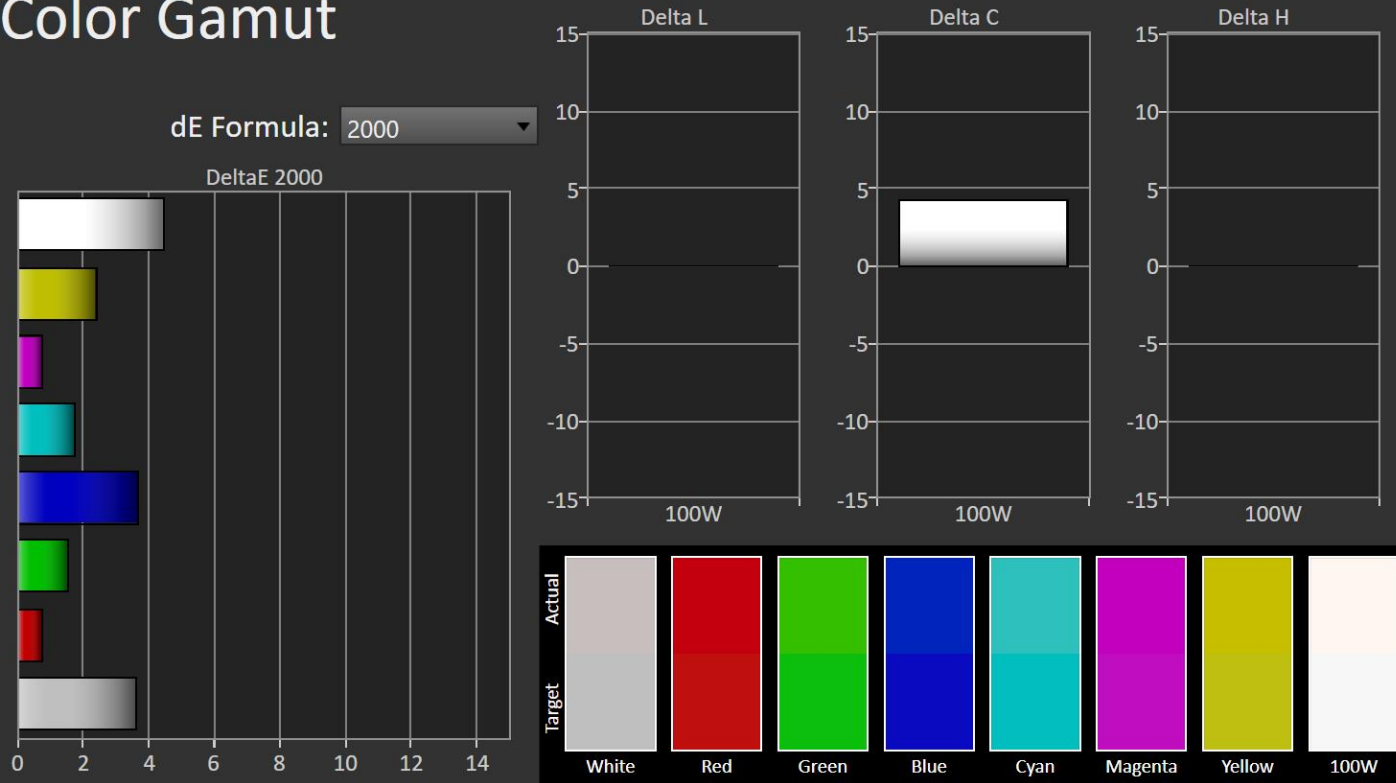 Color Gamut
dE Formula: 2000
DeltaE 2000
0 2 4 6 8 10 12 14
Delta L
15
10
5
0
-5
-10
-15
100W
Delta C
15
10
5
0
-5
-10
-15
100W
Delta H
15
10
5
0
-5
-10
-15
100W
Actual
Target
White Red Green Blue Cyan Magenta Yellow 100W